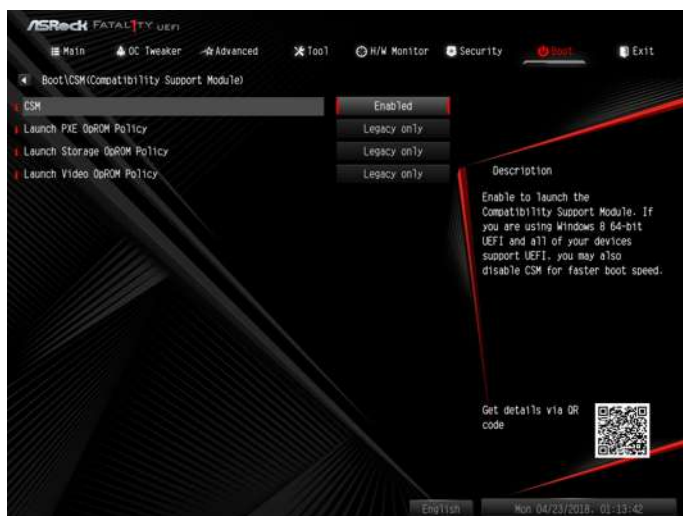 ASRock FATAL1TY UEFI
Main OC Tweaker Advanced Tool H/W Monitor Security Boot Exit
Boot\CSM(Compatibility Support Module)
CSM Enabled
Launch PXE OpROM Policy Legacy only
Launch Storage OpROM Policy Legacy only
Launch Video OpROM Policy Legacy only
Description
Enable to launch the
Compatibility Support Module. If
you are using Windows 8 64-bit
UEFI and all of your devices
support UEFI, you may also
disable CSM for faster boot speed.
Get details via QR
code
English Mon 04/23/2018, 01:13:42